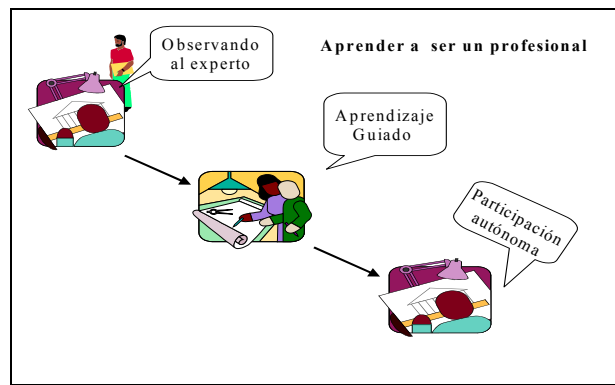 Observando
al experto
Aprender a ser un profesional
Aprendizaje
Guiado
Participación
autónoma